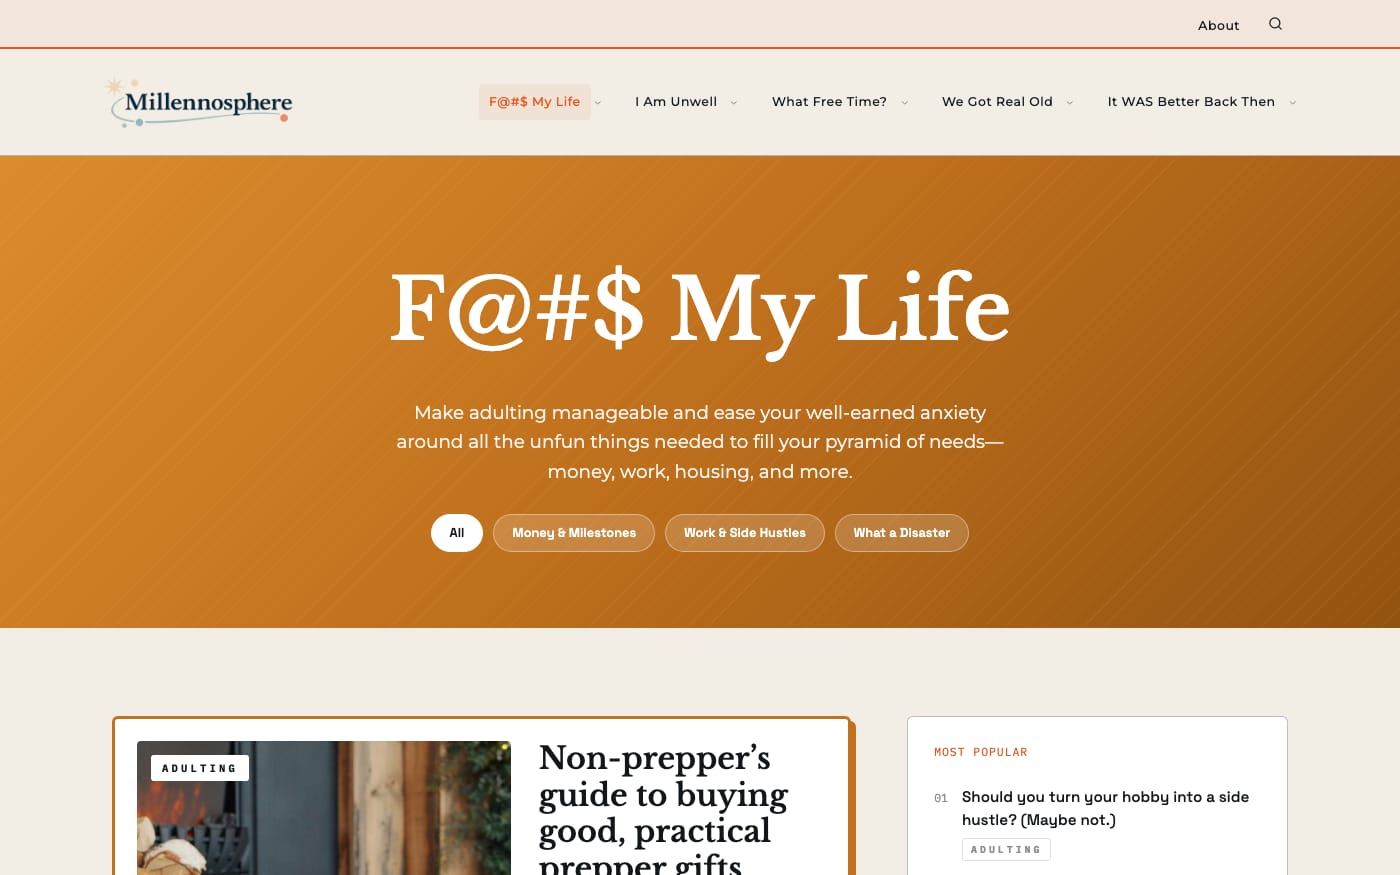 About
Millennosphere
F@#$ My Life
I Am Unwell
What Free Time?
We Got Real Old
It WAS Better Back Then
F@#$ My Life
Make adulting manageable and ease your well-earned anxiety
around all the unfun things needed to fill your pyramid of needs—
money, work, housing, and more.
All
Money & Milestones
Work & Side Hustles
What a Disaster
ADULTING
Non-prepper’s
guide to buying
good, practical
prepper gifts
MOST POPULAR
01
Should you turn your hobby into a side
hustle? (Maybe not.)
ADULTING